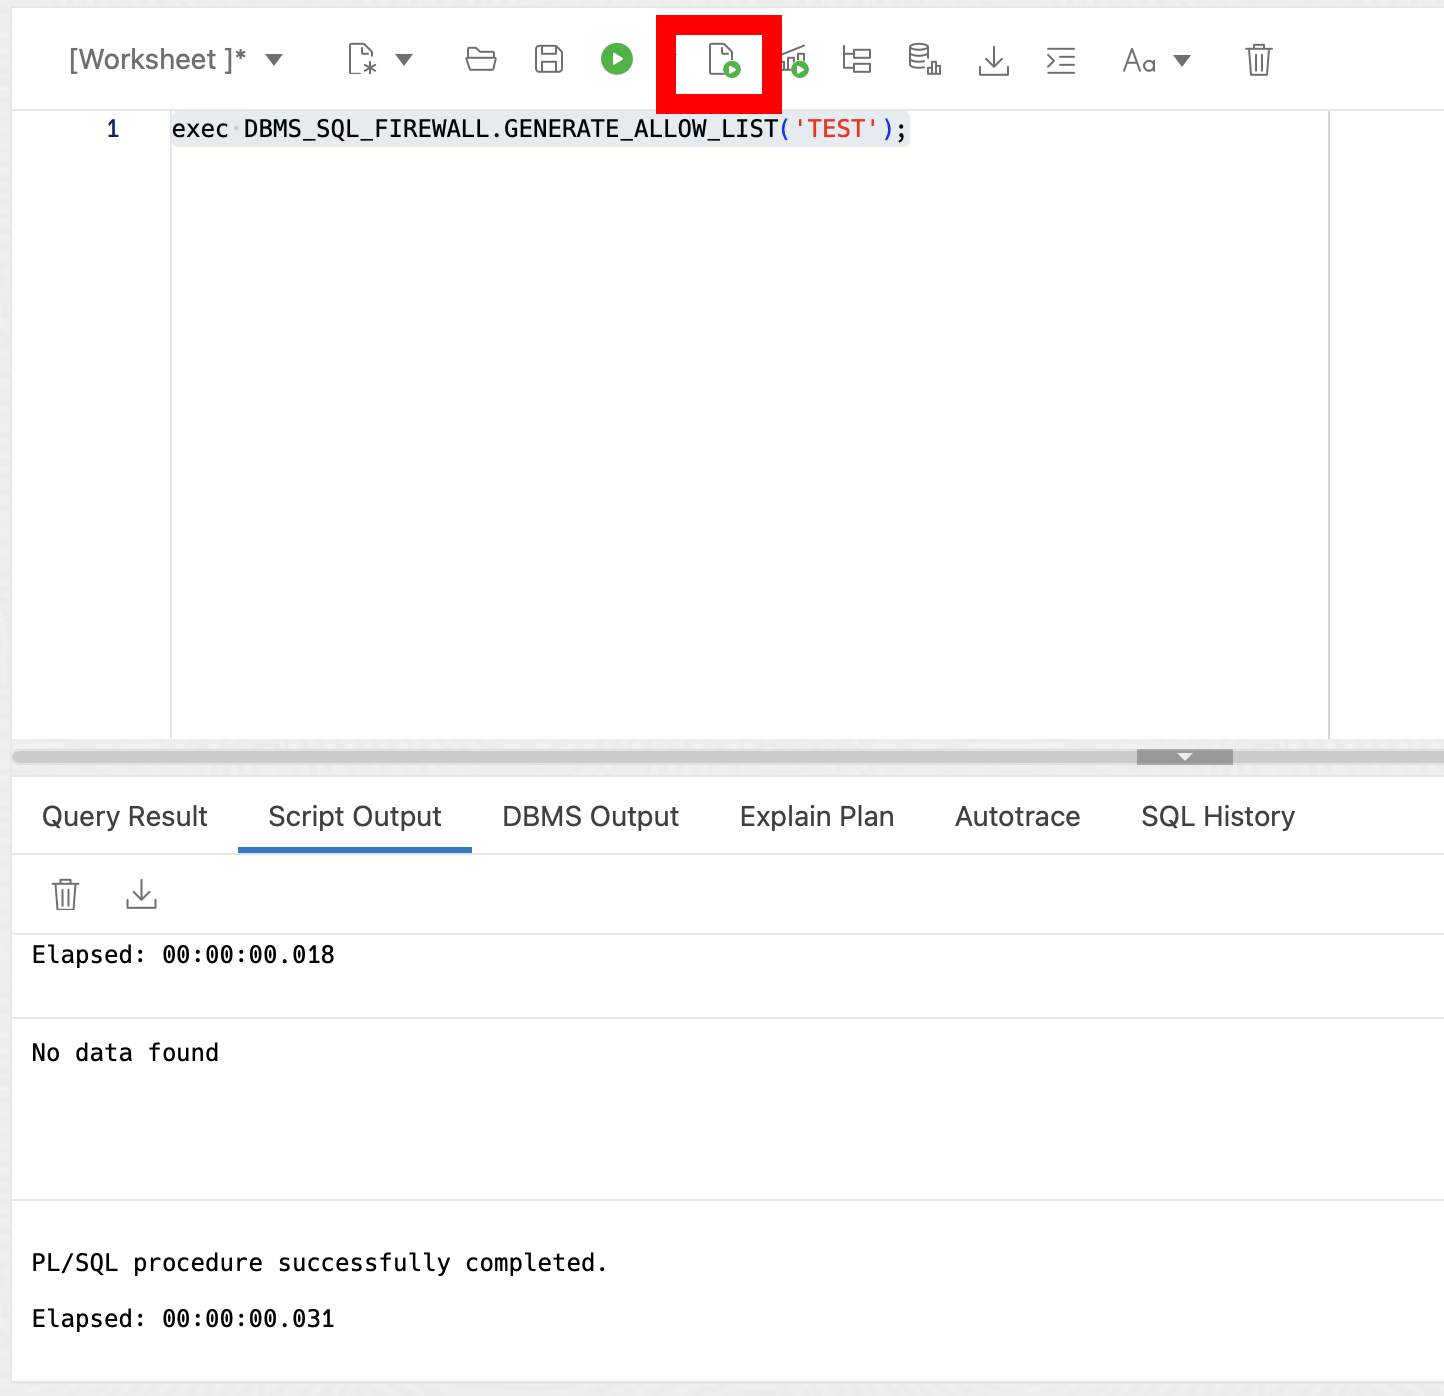 [Worksheet ]*
Aa
1 exec DBMS_SQL_FIREWALL.GENERATE_ALLOW_LIST('TEST');
Query Result Script Output DBMS Output Explain Plan Autotrace SQL History
Elapsed: 00:00:00.018
No data found
PL/SQL procedure successfully completed.
Elapsed: 00:00:00.031